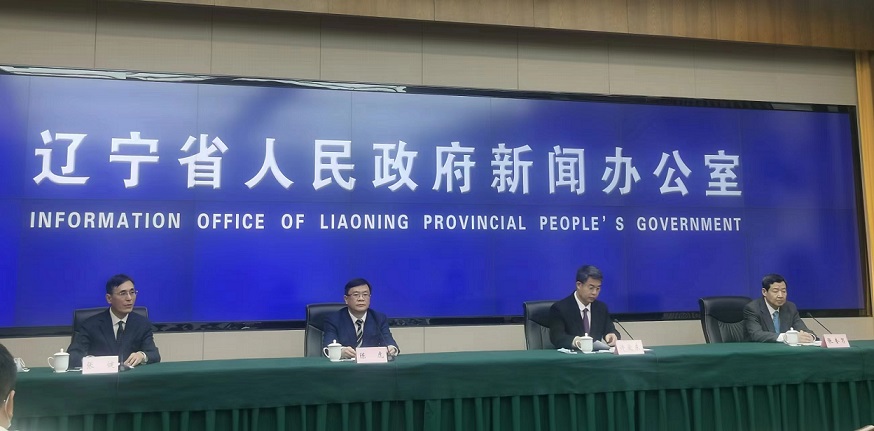 辽宁省人民政府新闻办公室
INFORMATION OFFICE OF LIAONING PROVINCIAL PEOPLE'S GOVERNMENT